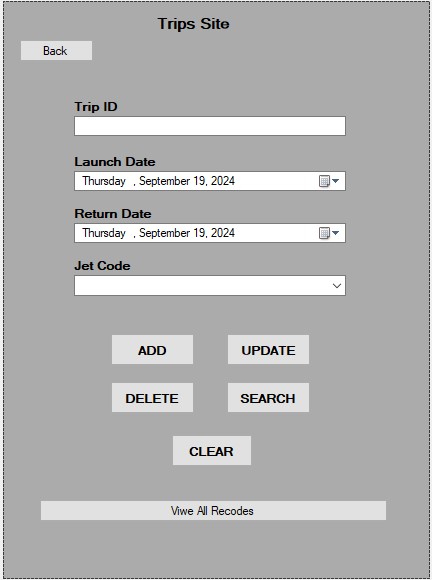 Trips Site
Back
Trip ID
Launch Date
Thursday , September 19, 2024
Return Date
Thursday , September 19, 2024
Jet Code
ADD
UPDATE
DELETE
SEARCH
CLEAR
Viwe All Recodes